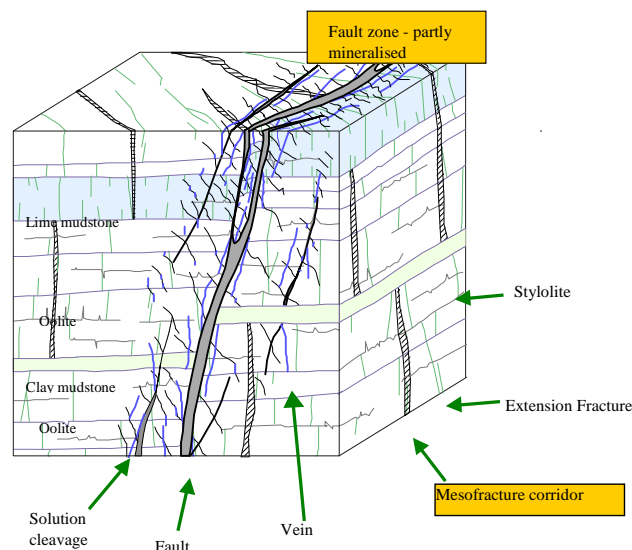 Fault zone - partly
mineralised
Lime mudstone
Oolite
Stylolite
Clay mudstone
Extension Fracture
Oolite
Mesofracture corridor
Solution
cleavage
Fault
Vein